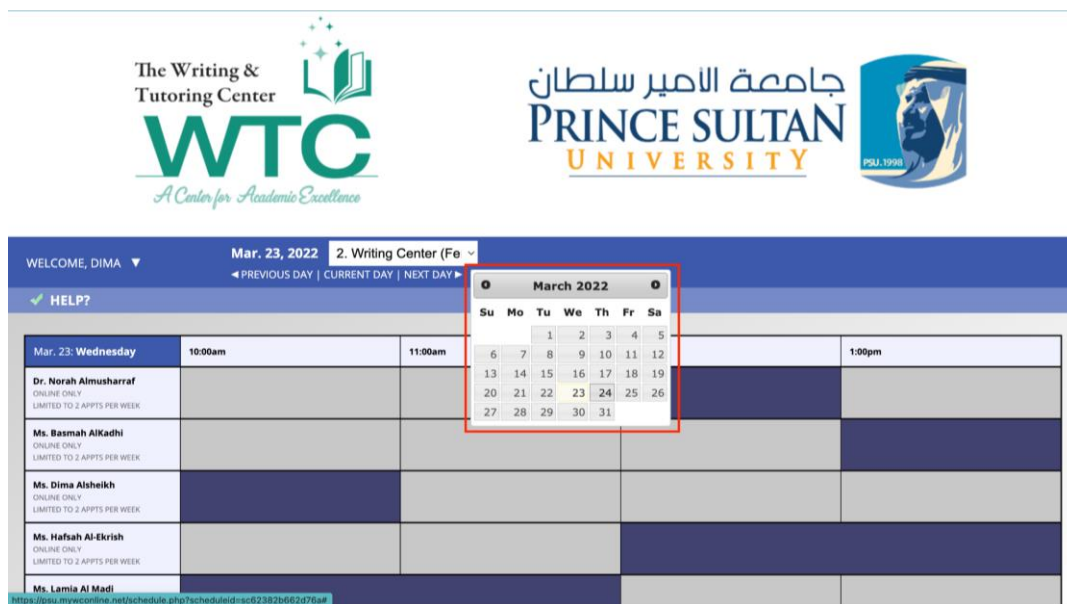 The Writing &
Tutoring Center
WTC
A Center for Academic Excellence
جامعة الأمير سلطان
PRINCE SULTAN
UNIVERSITY
PSU.1998
WELCOME, DIMA ▼
Mar. 23, 2022 2. Writing Center (Fe
◄PREVIOUS DAY | CURRENT DAY | NEXT DAY►
✔ HELP?
March 2022
Su Mo Tu We Th Fr Sa
1 2 3 4 5
6 7 8 9 10 11 12
13 14 15 16 17 18 19
20 21 22 23 24 25 26
27 28 29 30 31
Mar. 23: Wednesday 10:00am 11:00am 1:00pm
Dr. Norah Almusharraf
ONLINE ONLY
LIMITED TO 2 APPTS PER WEEK
Ms. Basmah AlKadhi
ONLINE ONLY
LIMITED TO 2 APPTS PER WEEK
Ms. Dima Alsheikh
ONLINE ONLY
LIMITED TO 2 APPTS PER WEEK
Ms. Hafsah Al-Ekrish
ONLINE ONLY
LIMITED TO 2 APPTS PER WEEK
Ms. Lamia Al Madi
https://psu.mywconline.net/schedule.php?scheduleid=sc62382b662d76a#